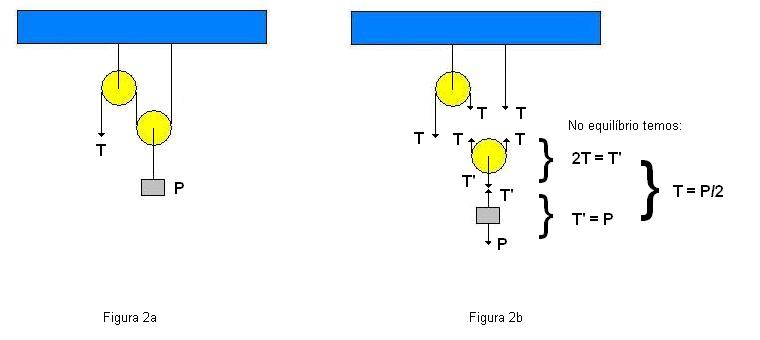 T
P
Figura 2a
T
T
T
T
T
T'
T'
P
No equilíbrio temos:
2T = T'
T' = P
T = P/2
Figura 2b